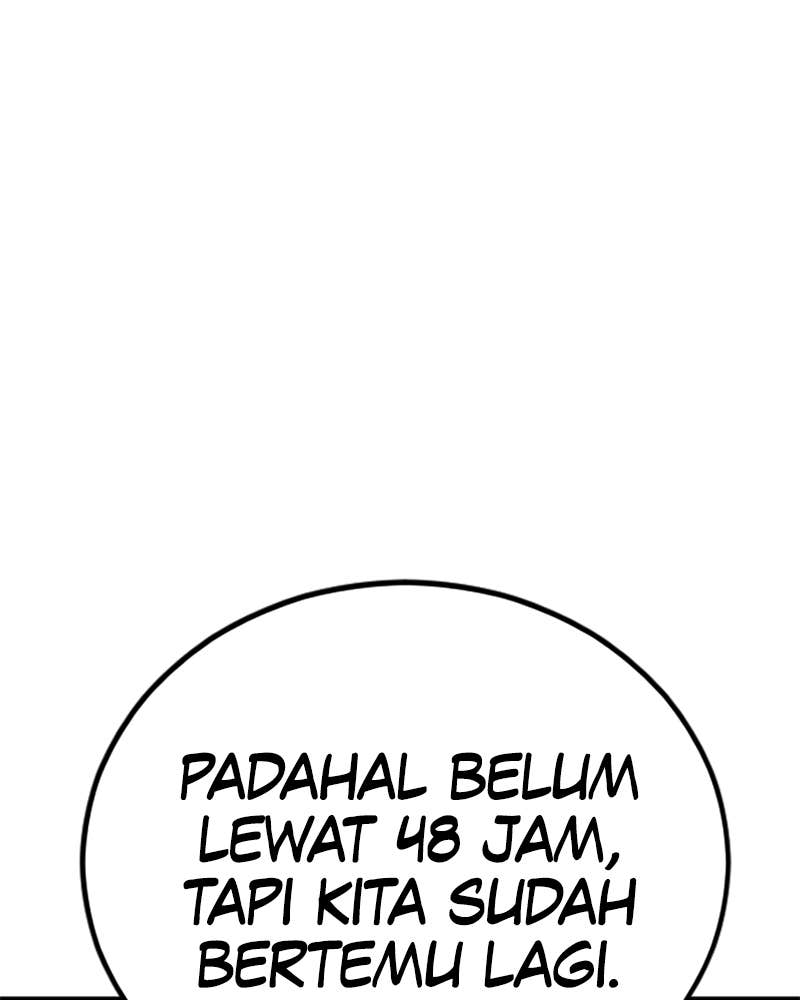 PADAHAL BELUM
LEWAT 48 JAM,
TAPI KITA SUDAH
BERTEMU LAGI.